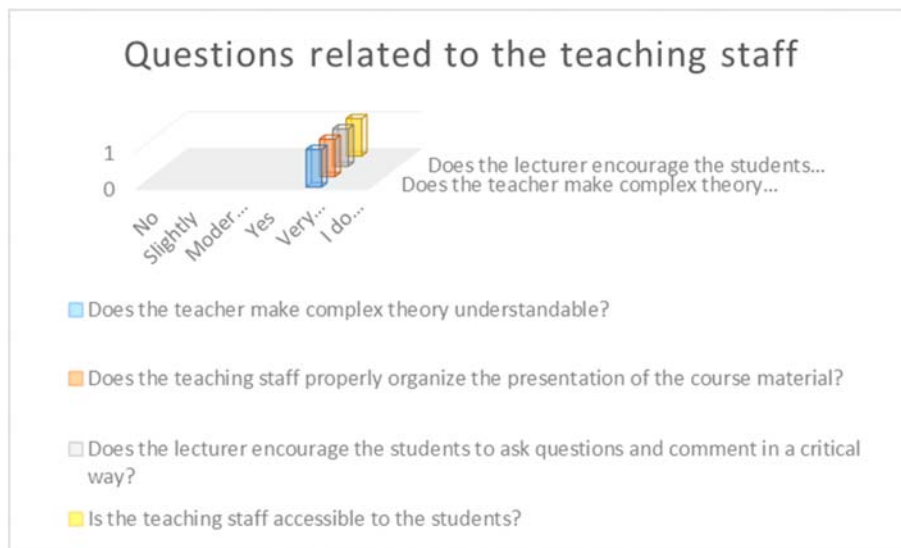 Questions related to the teaching staff
1
0
No
Slightly
Moder...
Yes
Very...
I do...
Does the lecturer encourage the students...
Does the teacher make complex theory...
Does the teacher make complex theory understandable?
Does the teaching staff properly organize the presentation of the course material?
Does the lecturer encourage the students to ask questions and comment in a critical
way?
Is the teaching staff accessible to the students?